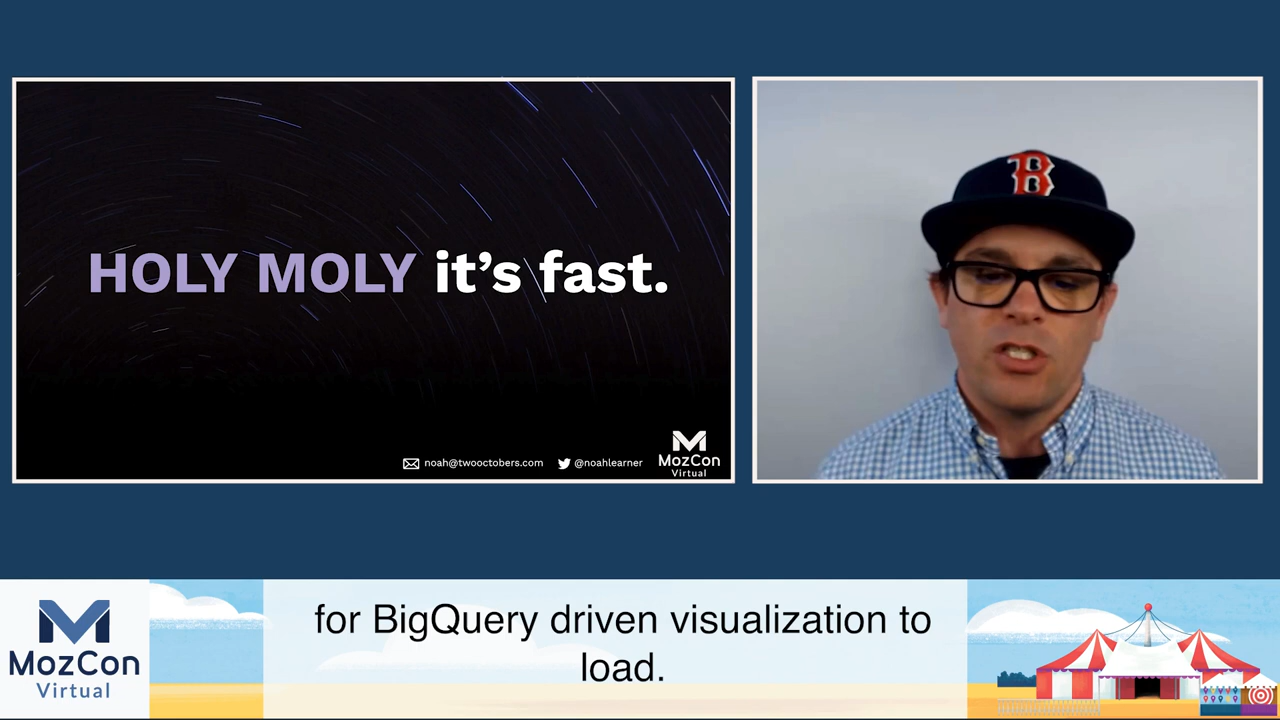 HOLY MOLY it's fast.
noah@twooctobers.com @noahlearner
MozCon
Virtual
B
MozCon
Virtual
for BigQuery driven visualization to
load.